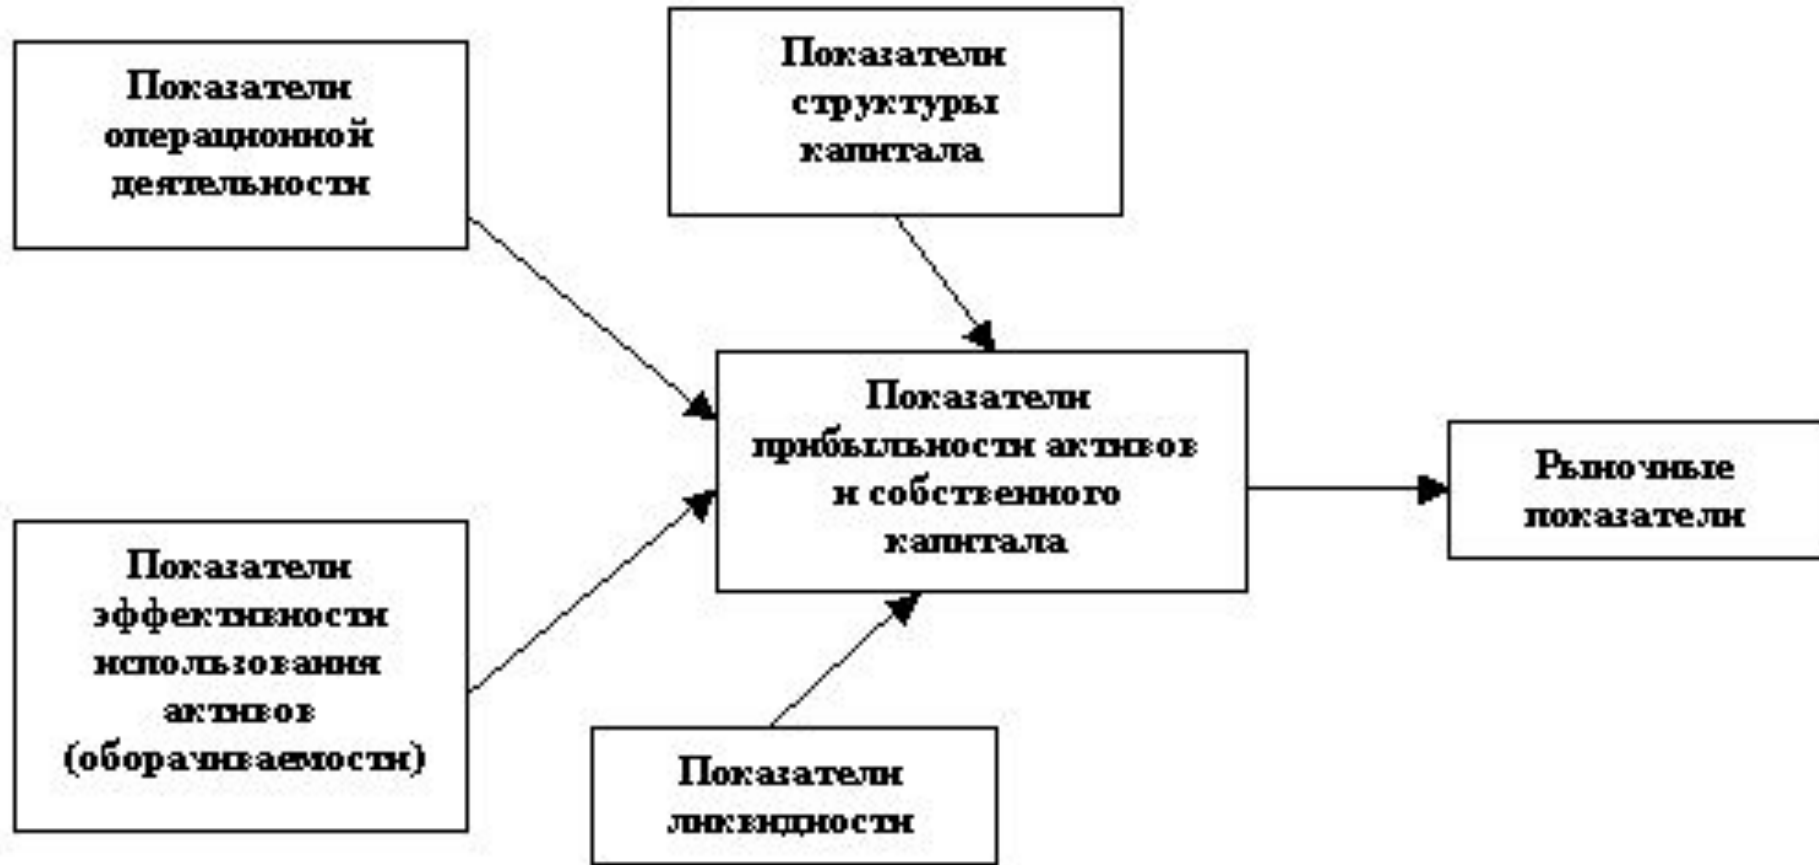 Показатели
операционной
деятельности
Показатели
структуры
капитала
Показатели
прибыльности активов
и собственного
капитала
Рыночные
показатели
Показатели
эффективности
использования
активов
(оборачиваемости)
Показатели
ликвидности